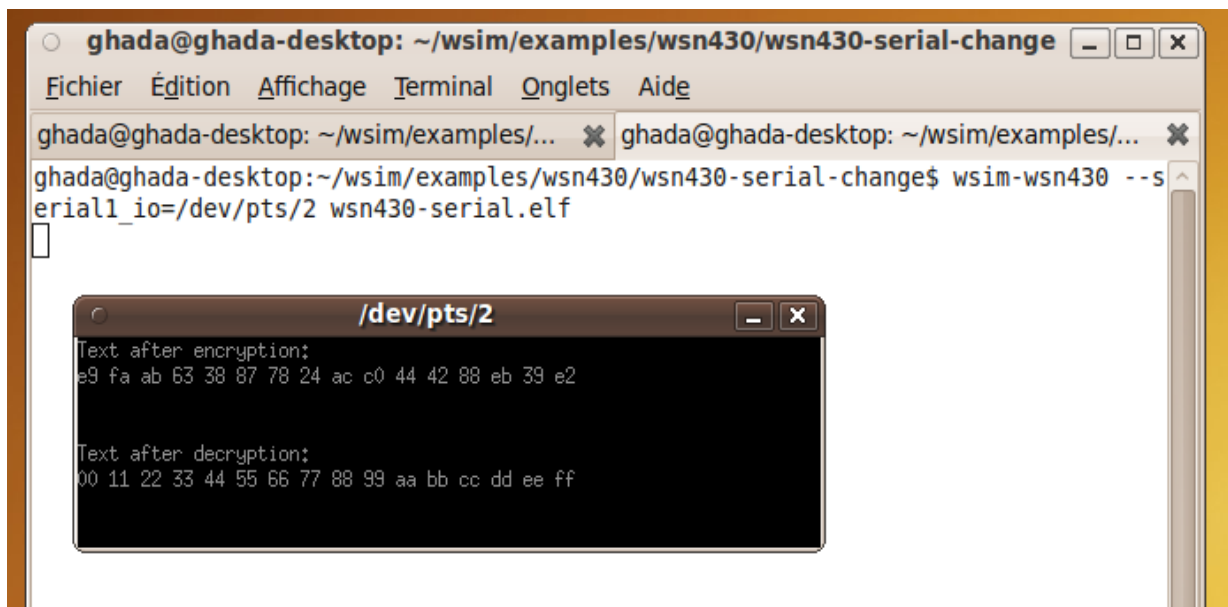 ghada@ghada-desktop: ~/wsim/examples/wsn430/wsn430-serial-change
Fichier Édition Affichage Terminal Onglets Aide
ghada@ghada-desktop: ~/wsim/examples/... ghada@ghada-desktop: ~/wsim/examples/...
ghada@ghada-desktop:~/wsim/examples/wsn430/wsn430-serial-change$ wsim-wsn430 --s
erial1_io=/dev/pts/2 wsn430-serial.elf
/dev/pts/2
Text after encryption:
e9 fa ab 63 38 87 78 24 ac c0 44 42 88 eb 39 e2
Text after decryption:
00 11 22 33 44 55 66 77 88 99 aa bb cc dd ee ff